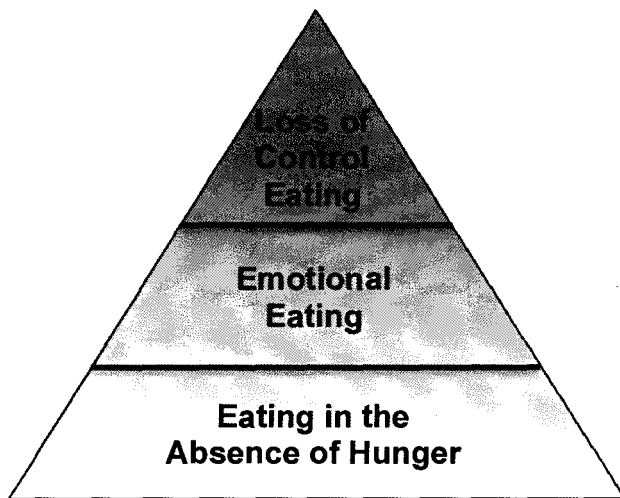 Loss of
Control
Eating
Emotional
Eating
Eating in the
Absence of Hunger